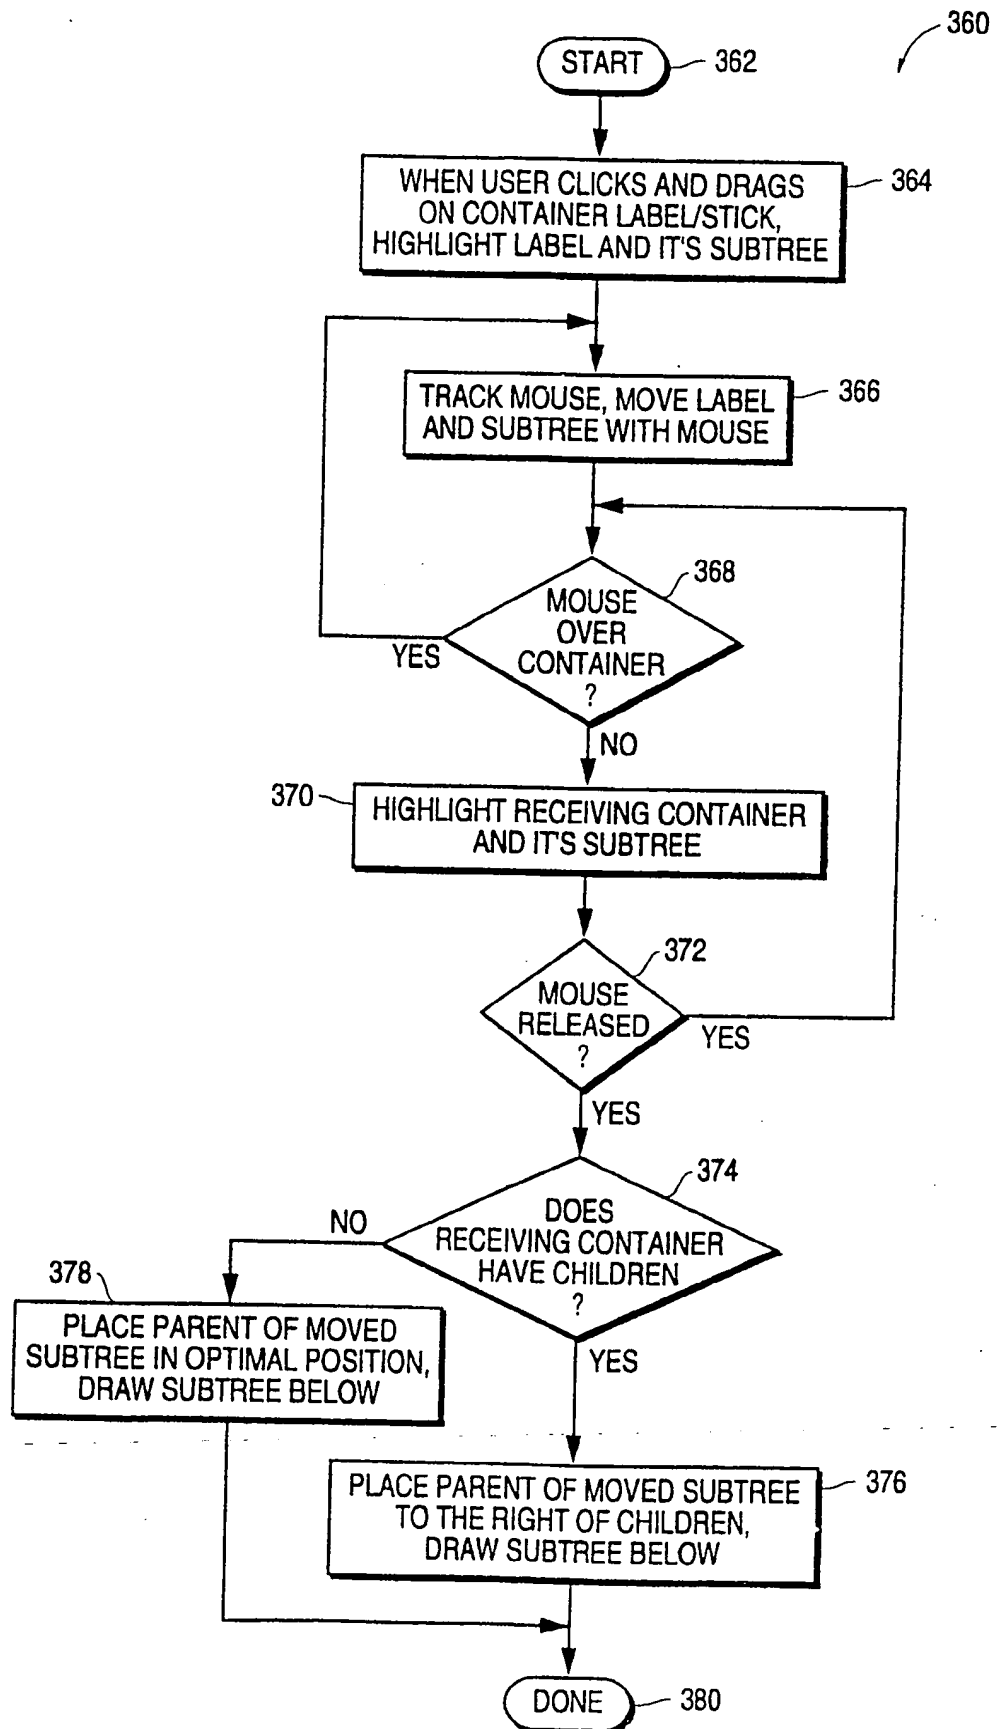 360
START
362
WHEN USER CLICKS AND DRAGS
ON CONTAINER LABEL/STICK,
HIGHLIGHT LABEL AND IT'S SUBTREE
364
TRACK MOUSE, MOVE LABEL
AND SUBTREE WITH MOUSE
366
MOUSE
OVER
CONTAINER
?
368
YES
NO
370
HIGHLIGHT RECEIVING CONTAINER
AND IT'S SUBTREE
MOUSE
RELEASED
?
372
YES
YES
DOES
RECEIVING CONTAINER
HAVE CHILDREN
?
374
NO
YES
378
PLACE PARENT OF MOVED
SUBTREE IN OPTIMAL POSITION,
DRAW SUBTREE BELOW
PLACE PARENT OF MOVED SUBTREE
TO THE RIGHT OF CHILDREN,
DRAW SUBTREE BELOW
376
DONE
380